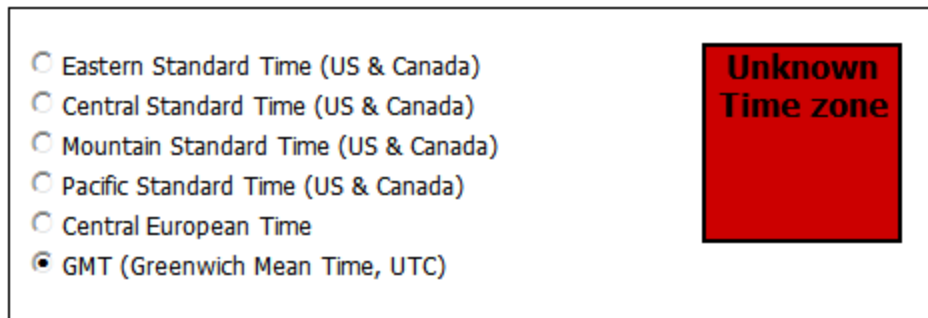 Eastern Standard Time (US & Canada)
Central Standard Time (US & Canada)
Mountain Standard Time (US & Canada)
Pacific Standard Time (US & Canada)
Central European Time
GMT (Greenwich Mean Time, UTC)
Unknown
Time zone